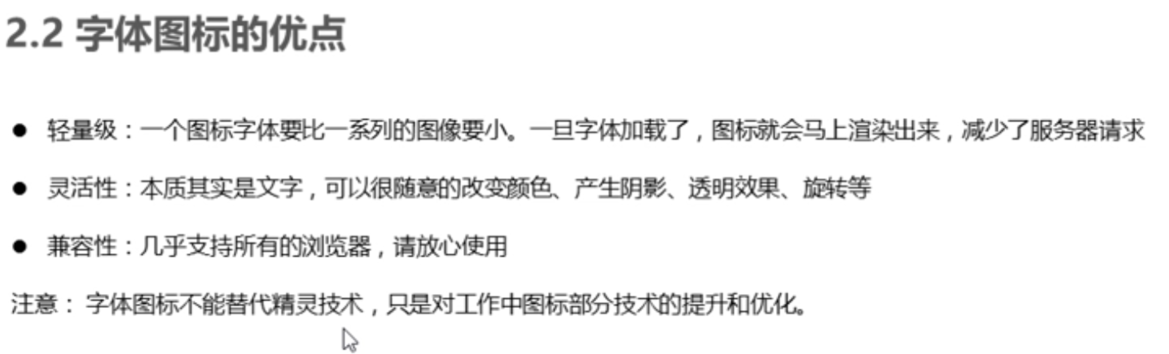 2.2 字体图标的优点
● 轻量级：一个图标字体要比一系列的图像要小。一旦字体加载了，图标就会马上渲染出来，减少了服务器请求
● 灵活性：本质其实是文字，可以很随意的改变颜色、产生阴影、透明效果、旋转等
● 兼容性：几乎支持所有的浏览器，请放心使用
注意： 字体图标不能替代精灵技术，只是对工作中图标部分技术的提升和优化。